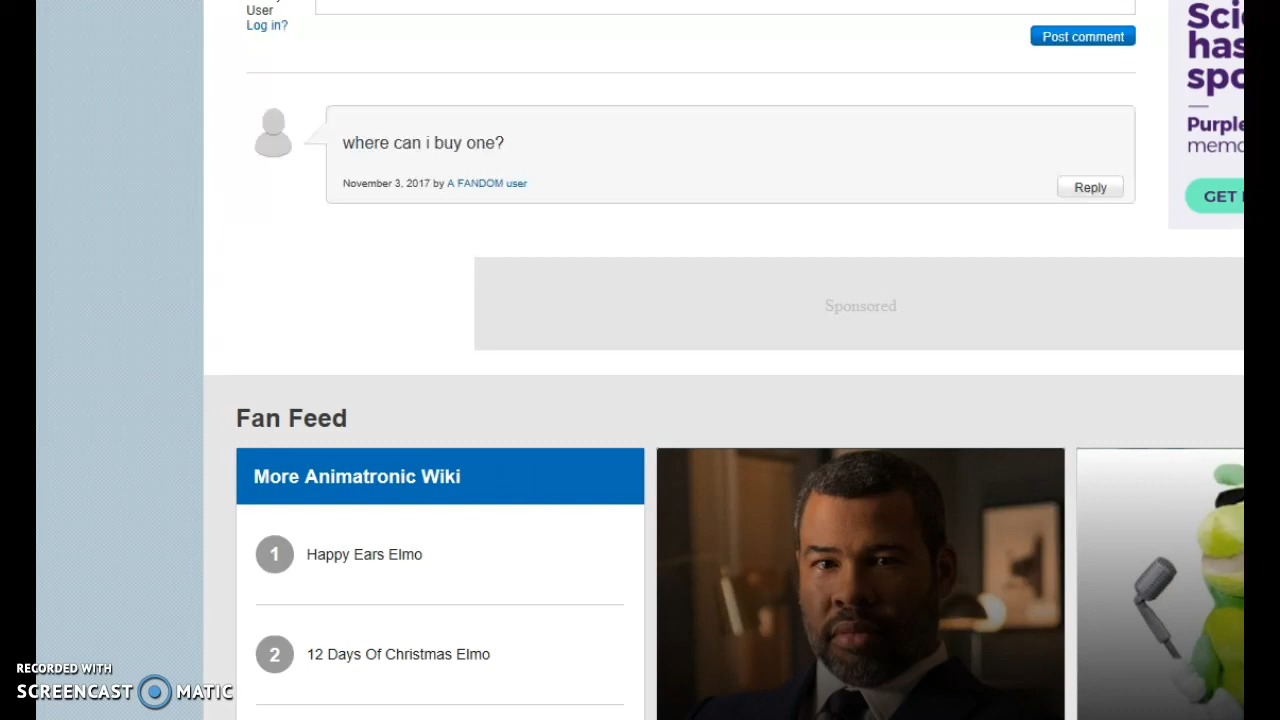 User
Log in?
Post comment
where can i buy one?
November 3, 2017 by A FANDOM user
Reply
has
Purple
GET
Sponsored
Fan Feed
More Animatronic Wiki
1 Happy Ears Elmo
2 12 Days Of Christmas Elmo
RECORDED WITH
SCREENCAST MATIC